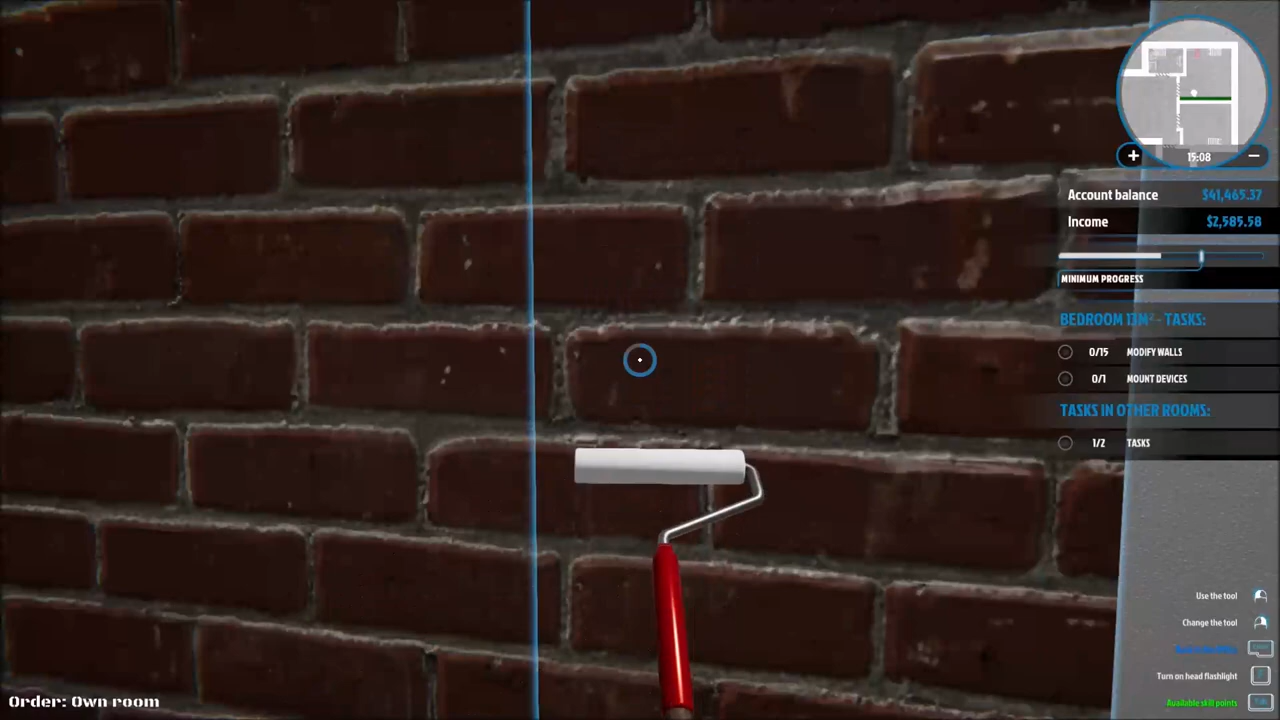 15:08
Account balance $41,465.37
Income $2,585.58
MINIMUM PROGRESS
BEDROOM 13M² - TASKS:
0/15 MODIFY WALLS
0/1 MOUNT DEVICES
TASKS IN OTHER ROOMS:
1/2 TASKS
Use the tool
Change the tool
Turn on head flashlight
Available skill points
Order: Own room